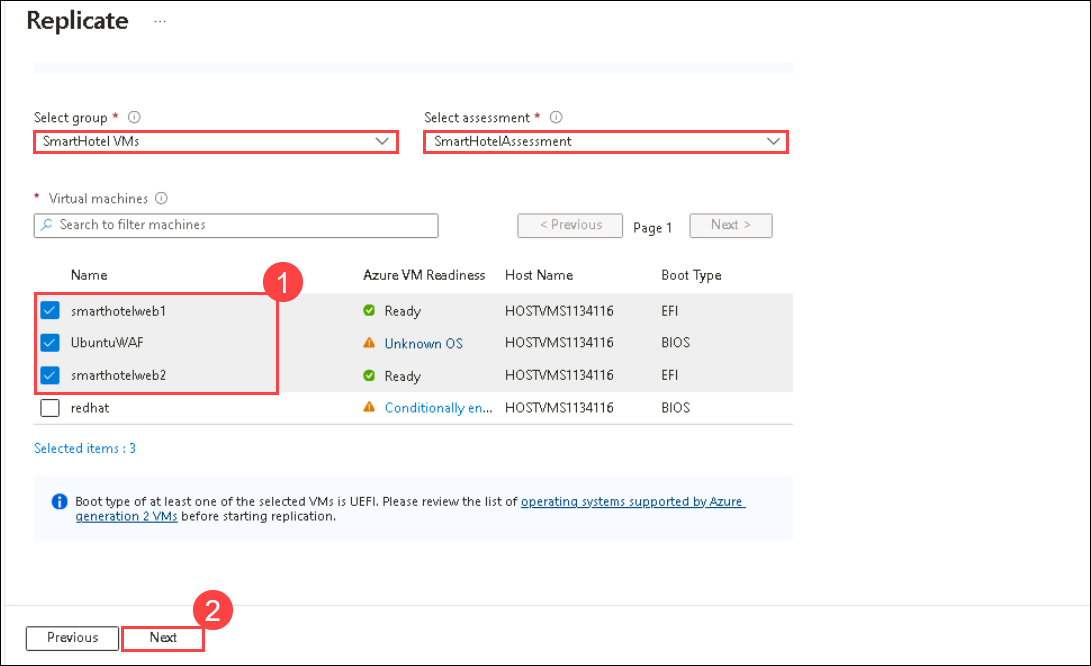 Replicate ...
Select group * Select assessment *
SmartHotel VMs SmartHotelAssessment
* Virtual machines
Search to filter machines < Previous Page 1 Next >
Name Azure VM Readiness Host Name Boot Type
1
smarthotelweb1 Ready HOSTVMS1134116 EFI
UbuntuWAF Unknown OS HOSTVMS1134116 BIOS
smarthotelweb2 Ready HOSTVMS1134116 EFI
redhat Conditionally en... HOSTVMS1134116 BIOS
Selected items : 3
Boot type of at least one of the selected VMs is UEFI. Please review the list of operating systems supported by Azure
generation 2 VMs before starting replication.
2
Previous Next